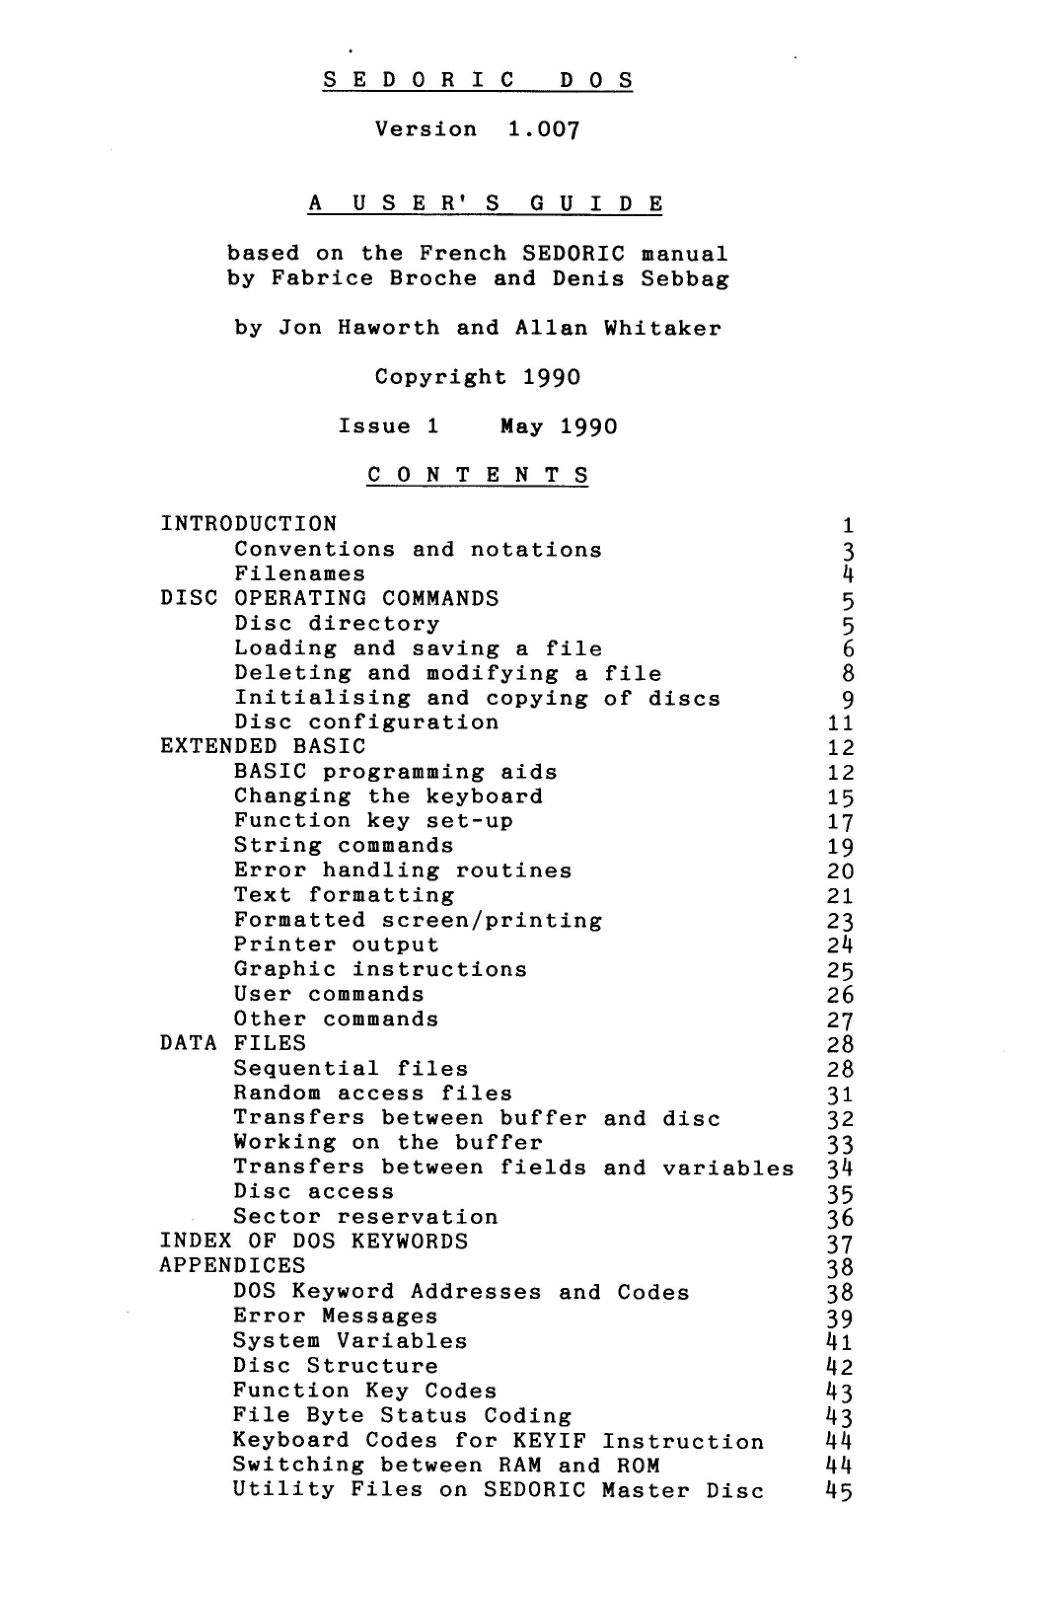 S E D O R I C   D O S
Version 1.007
A   U S E R ' S   G U I D E
based on the French SEDORIC manual
by Fabrice Broche and Denis Sebbag
by Jon Haworth and Allan Whitaker
Copyright 1990
Issue 1    May 1990
C O N T E N T S
INTRODUCTION 1
Conventions and notations 3
Filenames 4
DISC OPERATING COMMANDS 5
Disc directory 5
Loading and saving a file 6
Deleting and modifying a file 8
Initialising and copying of discs 9
Disc configuration 11
EXTENDED BASIC 12
BASIC programming aids 12
Changing the keyboard 15
Function key set-up 17
String commands 19
Error handling routines 20
Text formatting 21
Formatted screen/printing 23
Printer output 24
Graphic instructions 25
User commands 26
Other commands 27
DATA FILES 28
Sequential files 28
Random access files 31
Transfers between buffer and disc 32
Working on the buffer 33
Transfers between fields and variables 34
Disc access 35
Sector reservation 36
INDEX OF DOS KEYWORDS 37
APPENDICES 38
DOS Keyword Addresses and Codes 38
Error Messages 39
System Variables 41
Disc Structure 42
Function Key Codes 43
File Byte Status Coding 43
Keyboard Codes for KEYIF Instruction 44
Switching between RAM and ROM 44
Utility Files on SEDORIC Master Disc 45